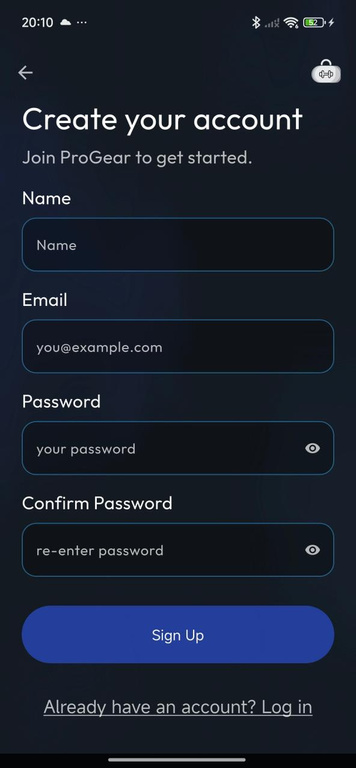 20:10
52
Create your account
Join ProGear to get started.
Name
Name
Email
you@example.com
Password
your password
Confirm Password
re-enter password
Sign Up
Already have an account? Log in